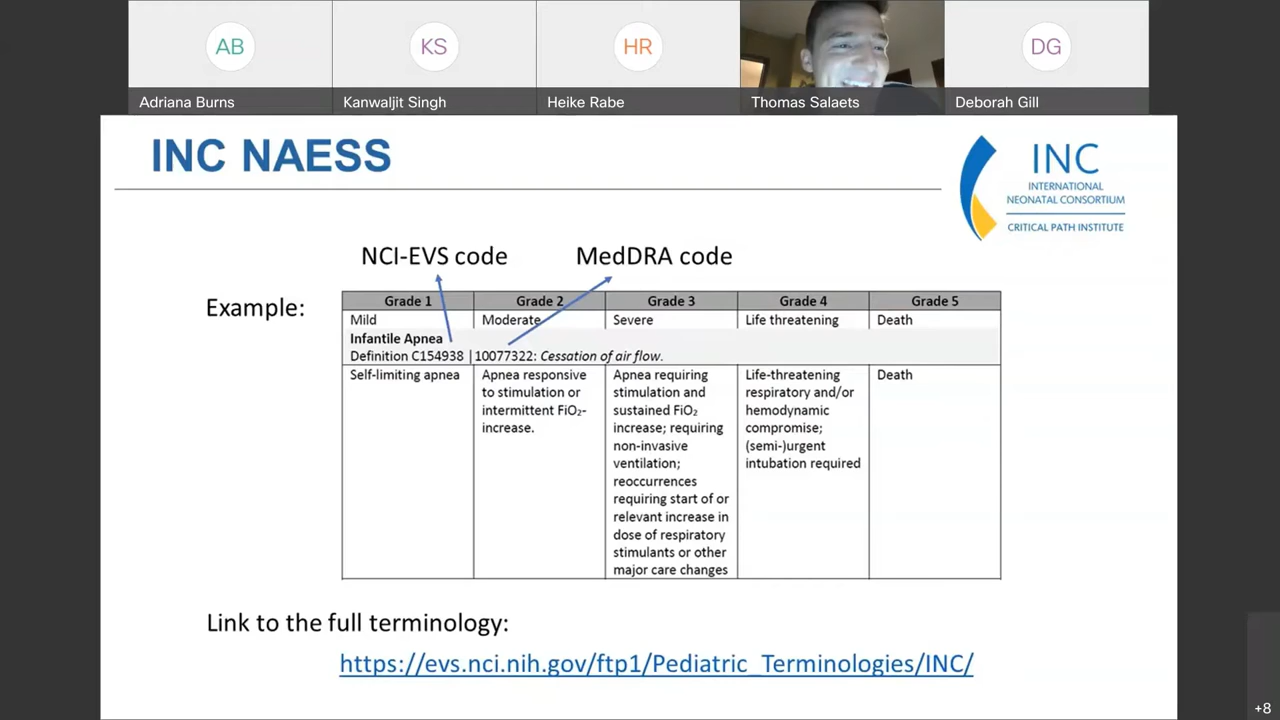 AB
KS
HR
DG
Adriana Burns
Kanwaljit Singh
Heike Rabe
Thomas Salaets
Deborah Gill
INC NAESS
INC
INTERNATIONAL
NEONATAL CONSORTIUM
CRITICAL PATH INSTITUTE
NCI-EVS code
MedDRA code
Example:
Grade 1
Grade 2
Grade 3
Grade 4
Grade 5
Mild
Moderate
Severe
Life threatening
Death
Infantile Apnea
Definition C154938 | 10077322: Cessation of air flow.
Self-limiting apnea
Apnea responsive
to stimulation or
intermittent FiO₂-
increase.
Apnea requiring
stimulation and
sustained FiO₂
increase; requiring
non-invasive
ventilation;
reoccurrences
requiring start of or
relevant increase in
dose of respiratory
stimulants or other
major care changes
Life-threatening
respiratory and/or
hemodynamic
compromise;
(semi-)urgent
intubation required
Death
Link to the full terminology:
https://evs.nci.nih.gov/ftp1/Pediatric_Terminologies/INC/
+8